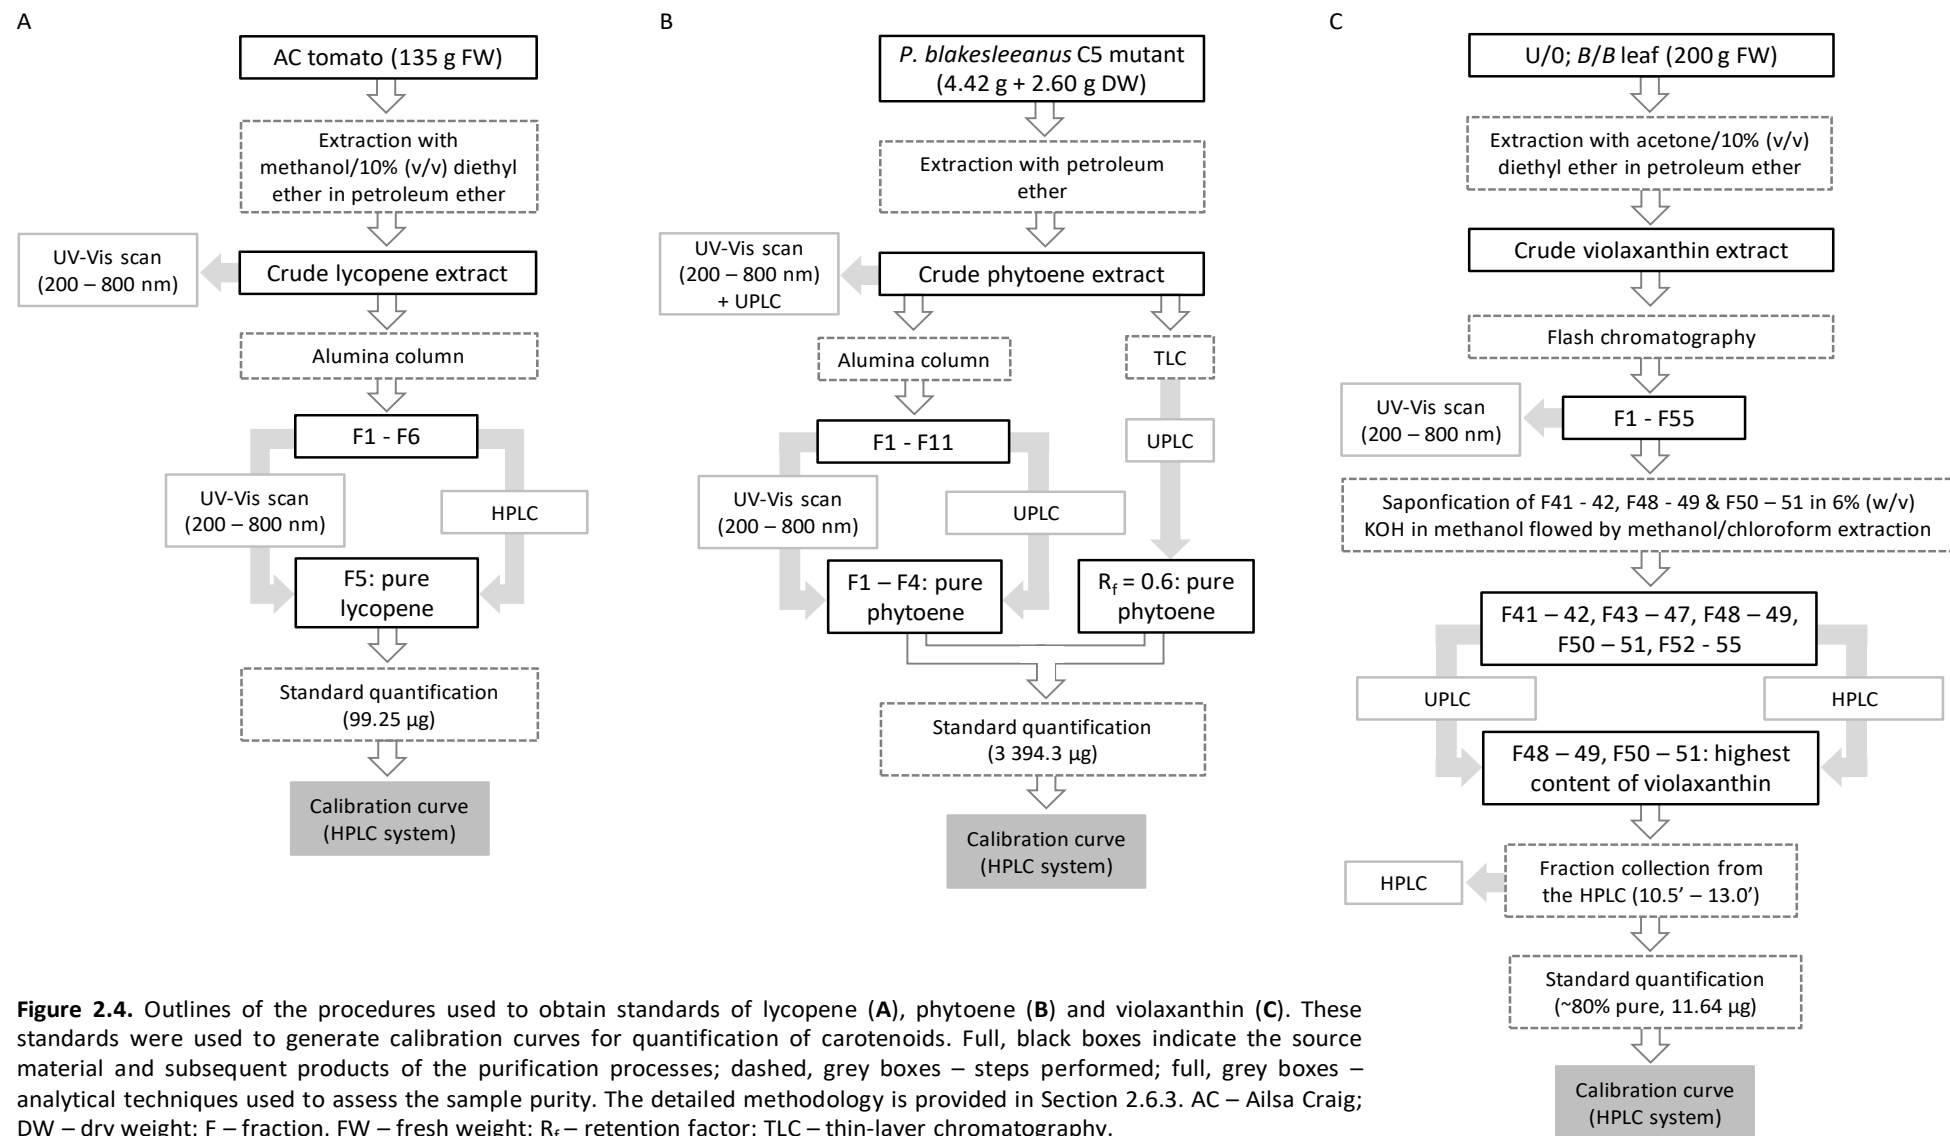 A
AC tomato (135 g FW)
Extraction with
methanol/10% (v/v) diethyl
ether in petroleum ether
UV-Vis scan
(200 – 800 nm)
Crude lycopene extract
Alumina column
F1 - F6
UV-Vis scan
(200 – 800 nm)
HPLC
F5: pure
lycopene
Standard quantification
(99.25 µg)
Calibration curve
(HPLC system)
B
P. blakesleeanus C5 mutant
(4.42 g + 2.60 g DW)
Extraction with petroleum
ether
UV-Vis scan
(200 – 800 nm)
+ UPLC
Crude phytoene extract
Alumina column
TLC
F1 - F11
UPLC
UV-Vis scan
(200 – 800 nm)
UPLC
F1 – F4: pure
phytoene
Rf = 0.6: pure
phytoene
Standard quantification
(3 394.3 µg)
Calibration curve
(HPLC system)
C
U/0; B/B leaf (200 g FW)
Extraction with acetone/10% (v/v)
diethyl ether in petroleum ether
Crude violaxanthin extract
Flash chromatography
UV-Vis scan
(200 – 800 nm)
F1 - F55
Saponfication of F41 - 42, F48 - 49 & F50 – 51 in 6% (w/v)
KOH in methanol flowed by methanol/chloroform extraction
F41 – 42, F43 – 47, F48 – 49,
F50 – 51, F52 - 55
UPLC
HPLC
F48 – 49, F50 – 51: highest
content of violaxanthin
Fraction collection from
the HPLC (10.5’ – 13.0’)
HPLC
Standard quantification
(~80% pure, 11.64 µg)
Calibration curve
(HPLC system)
Figure 2.4. Outlines of the procedures used to obtain standards of lycopene (A), phytoene (B) and violaxanthin (C). These
standards were used to generate calibration curves for quantification of carotenoids. Full, black boxes indicate the source
material and subsequent products of the purification processes; dashed, grey boxes – steps performed; full, grey boxes –
analytical techniques used to assess the sample purity. The detailed methodology is provided in Section 2.6.3. AC – Ailsa Craig;
DW – dry weight; F – fraction, FW – fresh weight; Rf – retention factor; TLC – thin-layer chromatography.